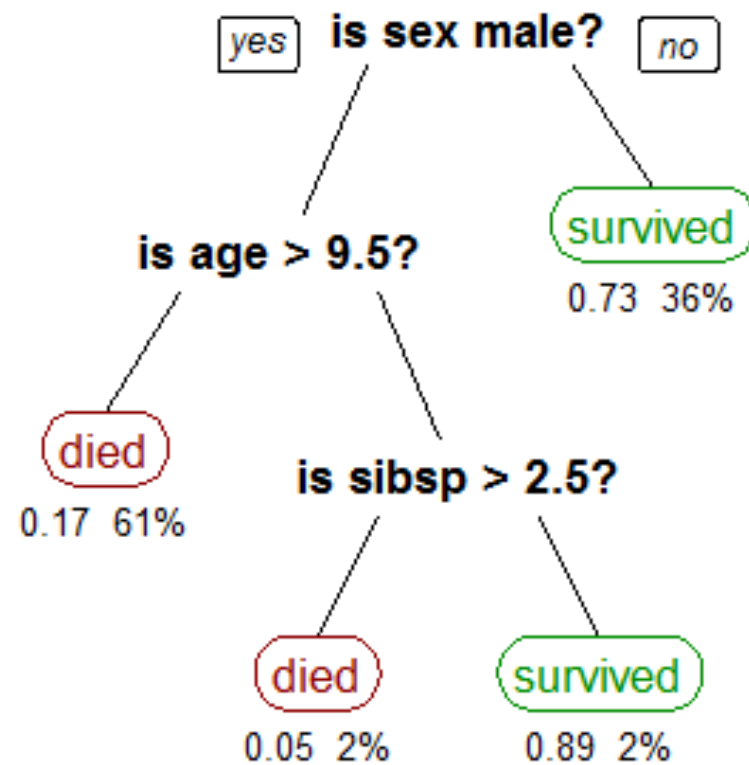 yes is sex male? no
survived
0.73 36%
is age > 9.5?
died
0.17 61%
is sibsp > 2.5?
died survived
0.05 2% 0.89 2%